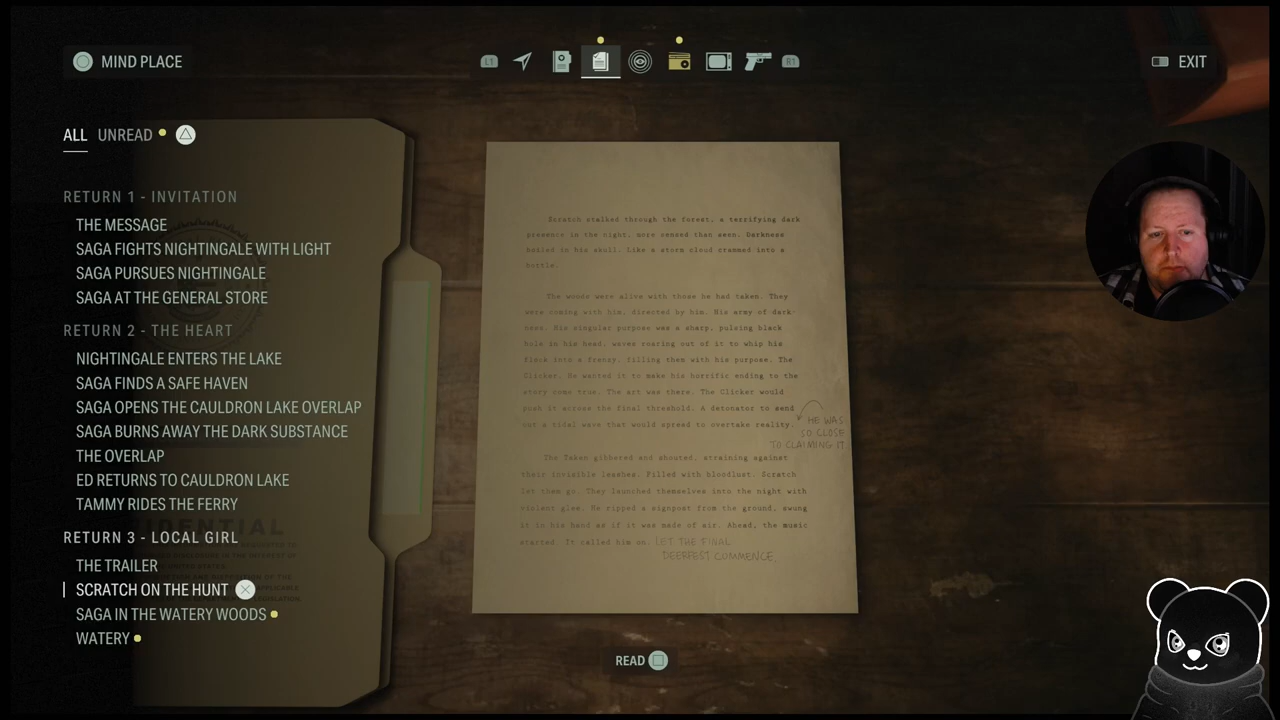 MIND PLACE
L1
R1
EXIT
ALL UNREAD
RETURN 1 - INVITATION
THE MESSAGE
SAGA FIGHTS NIGHTINGALE WITH LIGHT
SAGA PURSUES NIGHTINGALE
SAGA AT THE GENERAL STORE
RETURN 2 - THE HEART
NIGHTINGALE ENTERS THE LAKE
SAGA FINDS A SAFE HAVEN
SAGA OPENS THE CAULDRON LAKE OVERLAP
SAGA BURNS AWAY THE DARK SUBSTANCE
THE OVERLAP
ED RETURNS TO CAULDRON LAKE
TAMMY RIDES THE FERRY
RETURN 3 - LOCAL GIRL
THE TRAILER
SCRATCH ON THE HUNT
SAGA IN THE WATERY WOODS
WATERY
Scratch stalked through the forest, a terrifying dark
presence in the night, more sensed than seen. Darkness
boiled in his skull. Like a storm cloud crammed into a
bottle.
The woods were alive with those he had taken. They
were coming with him, directed by him. His army of dark-
ness. His singular purpose was a sharp, pulsing black
hole in his head, waves roaring out of it to whip his
force into a frenzy, filling them with his purpose. The
Clicker. He wanted it to make his horrific ending to the
story come true. The art was there. The Clicker would
push it across the final threshold. A detonator to send
out a tidal wave that would spread to overtake reality.
HE WAS
SO CLOSE
TO CLAIMING IT
The Taken gibbered and shouted, straining against
their invisible leashes. Filled with bloodlust. Scratch
let them go. They launched themselves into the night with
violent glee. He ripped a signpost from the ground, swung
it in his hand as if it was made of air. Ahead, the music
started. It called him on. LET THE FINAL
DEERFEST COMMENCE.
READ